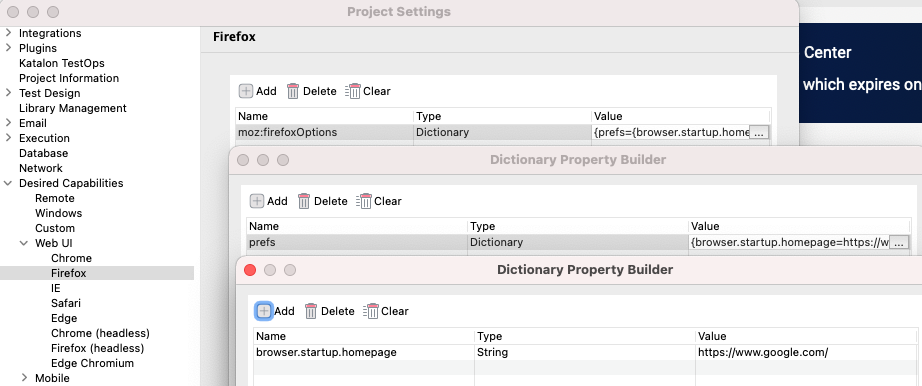 Project Settings
Integrations
Plugins
Katalon TestOps
Project Information
Test Design
Library Management
Email
Execution
Database
Network
Desired Capabilities
Remote
Windows
Custom
Web UI
Chrome
Firefox
IE
Safari
Edge
Chrome (headless)
Firefox (headless)
Edge Chromium
Mobile
Firefox
Add Delete Clear
Name Type Value
moz:firefoxOptions Dictionary {prefs={browser.startup.home ...
Center
which expires on
Dictionary Property Builder
Add Delete Clear
Name Type Value
prefs Dictionary {browser.startup.homepage=https://w ...
Dictionary Property Builder
Add Delete Clear
Name Type Value
browser.startup.homepage String https://www.google.com/